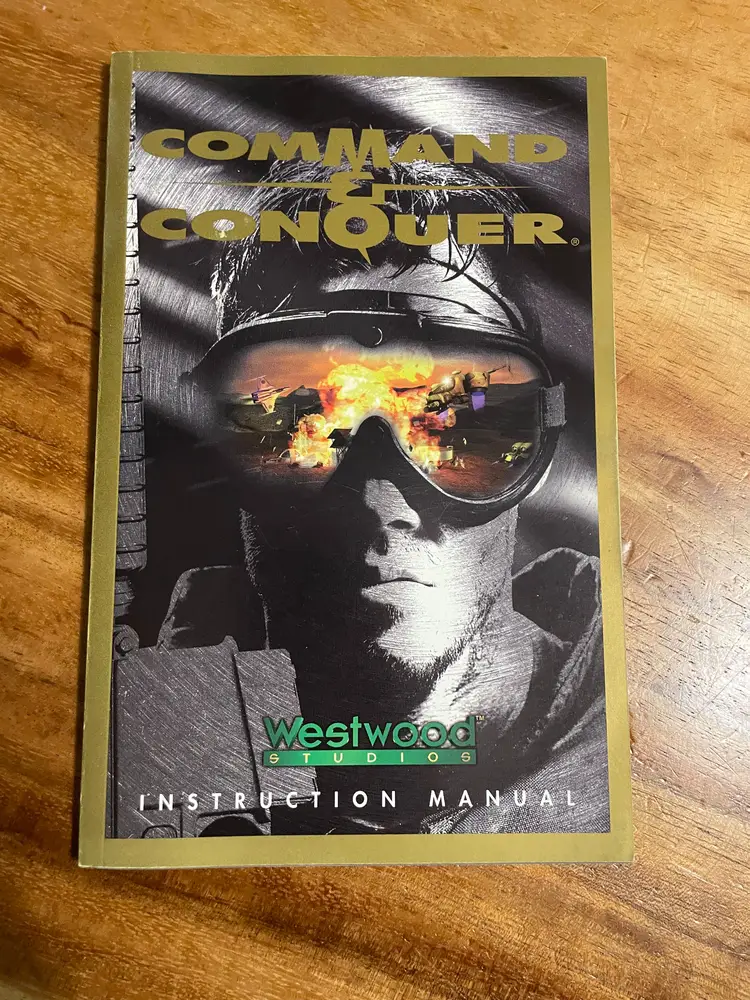 COMMAND
&
CONQUER®
Westwood™
STUDIOS
INSTRUCTION MANUAL